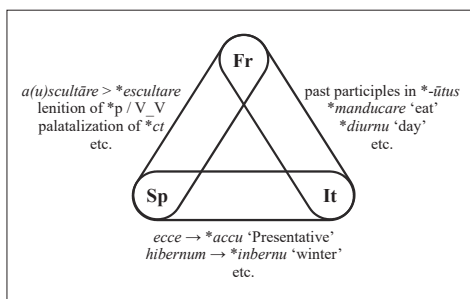 Fr
a(u)scultāre > *escultare
lenition of *p / V_V
palatalization of *ct
etc.
past participles in *-ūtus
*manducare ‘eat’
*diurnu ‘day’
etc.
Sp
It
ecce → *accu ‘Presentative’
hibernum → *inbernu ‘winter’
etc.